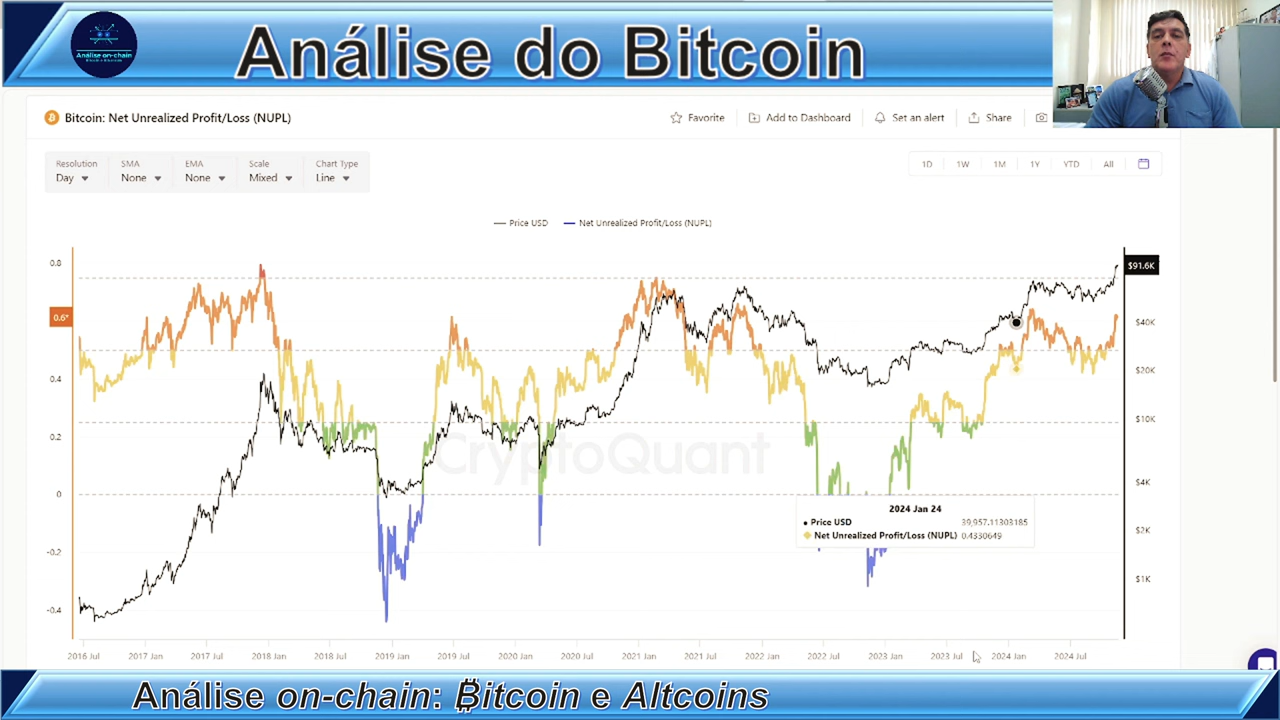 Análise do Bitcoin
Análise on-chain
Bitcoin: Net Unrealized Profit/Loss (NUPL)
Favorite
Add to Dashboard
Set an alert
Share
Resolution
Day
SMA
None
EMA
None
Scale
Mixed
Chart Type
Line
1D
1W
1M
1Y
YTD
All
Price USD
Net Unrealized Profit/Loss (NUPL)
0.8
0.6*
0.4
0.2
0
-0.2
-0.4
$91.6K
$40K
$20K
$10K
$4K
$2K
$1K
CryptoQuant
2024 Jan 24
Price USD 39,957.11303185
Net Unrealized Profit/Loss (NUPL) 0.4330649
2016 Jul
2017 Jan
2017 Jul
2018 Jan
2018 Jul
2019 Jan
2019 Jul
2020 Jan
2020 Jul
2021 Jan
2021 Jul
2022 Jan
2022 Jul
2023 Jan
2023 Jul
2024 Jan
2024 Jul
Análise on-chain: ₿itcoin e Altcoins